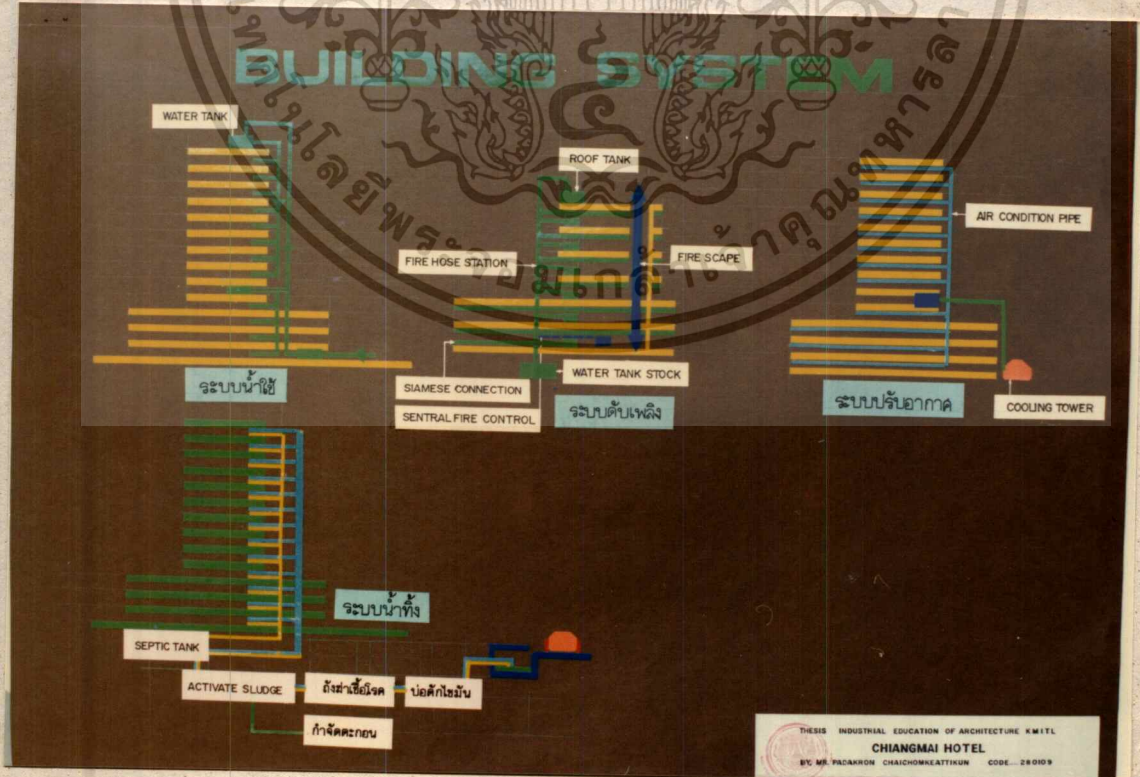 BUILDING SYSTEM
WATER TANK
ระบบน้ำใช้
ROOF TANK
FIRE HOSE STATION
FIRE SCAPE
SIAMESE CONNECTION
WATER TANK STOCK
SENTRAL FIRE CONTROL
ระบบดับเพลิง
AIR CONDITION PIPE
ระบบปรับอากาศ
COOLING TOWER
ระบบน้ำทิ้ง
SEPTIC TANK
ACTIVATE SLUDGE
ถังฆ่าเชื้อโรค
บ่อดักไขมัน
กำจัดตะกอน
THESIS INDUSTRIAL EDUCATION OF ARCHITECTURE KMITL
CHIANGMAI HOTEL
BY. MR. PADAKRON CHAICHOMKEATTIKUN CODE... 280109